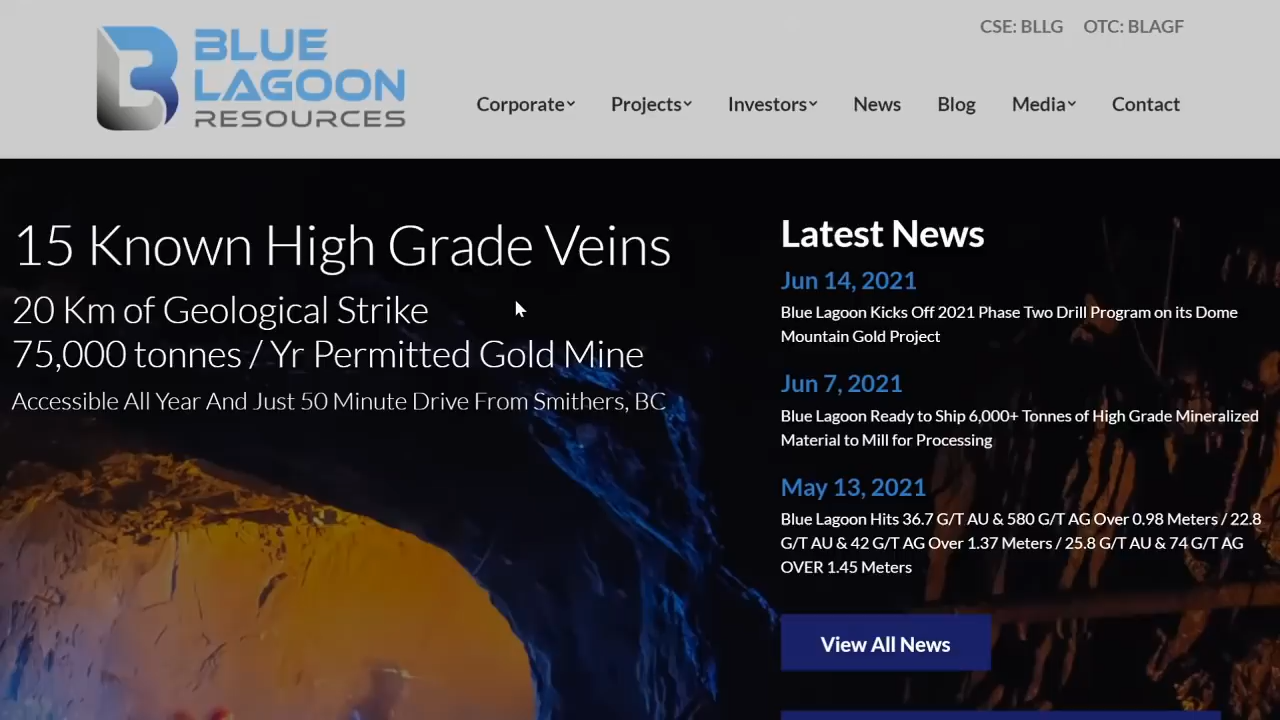 CSE: BLLG OTC: BLAGF
BLUE
LAGOON
RESOURCES
Corporate Projects Investors News Blog Media Contact
15 Known High Grade Veins
20 Km of Geological Strike
75,000 tonnes / Yr Permitted Gold Mine
Accessible All Year And Just 50 Minute Drive From Smithers, BC
Latest News
Jun 14, 2021
Blue Lagoon Kicks Off 2021 Phase Two Drill Program on its Dome
Mountain Gold Project
Jun 7, 2021
Blue Lagoon Ready to Ship 6,000+ Tonnes of High Grade Mineralized
Material to Mill for Processing
May 13, 2021
Blue Lagoon Hits 36.7 G/T AU & 580 G/T AG Over 0.98 Meters / 22.8
G/T AU & 42 G/T AG Over 1.37 Meters / 25.8 G/T AU & 74 G/T AG
OVER 1.45 Meters
View All News